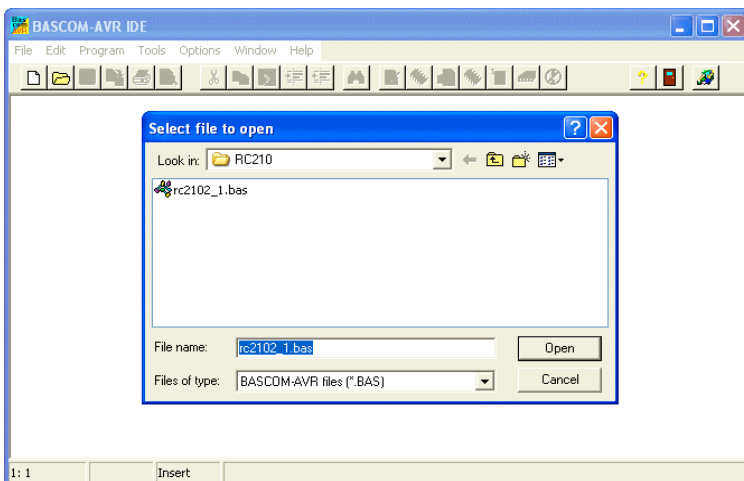 BASCOM-AVR IDE
File Edit Program Tools Options Window Help
Select file to open
Look in: RC210
rc2102_1.bas
File name: rc2102_1.bas Open
Files of type: BASCOM-AVR files (*.BAS) Cancel
1: 1 Insert